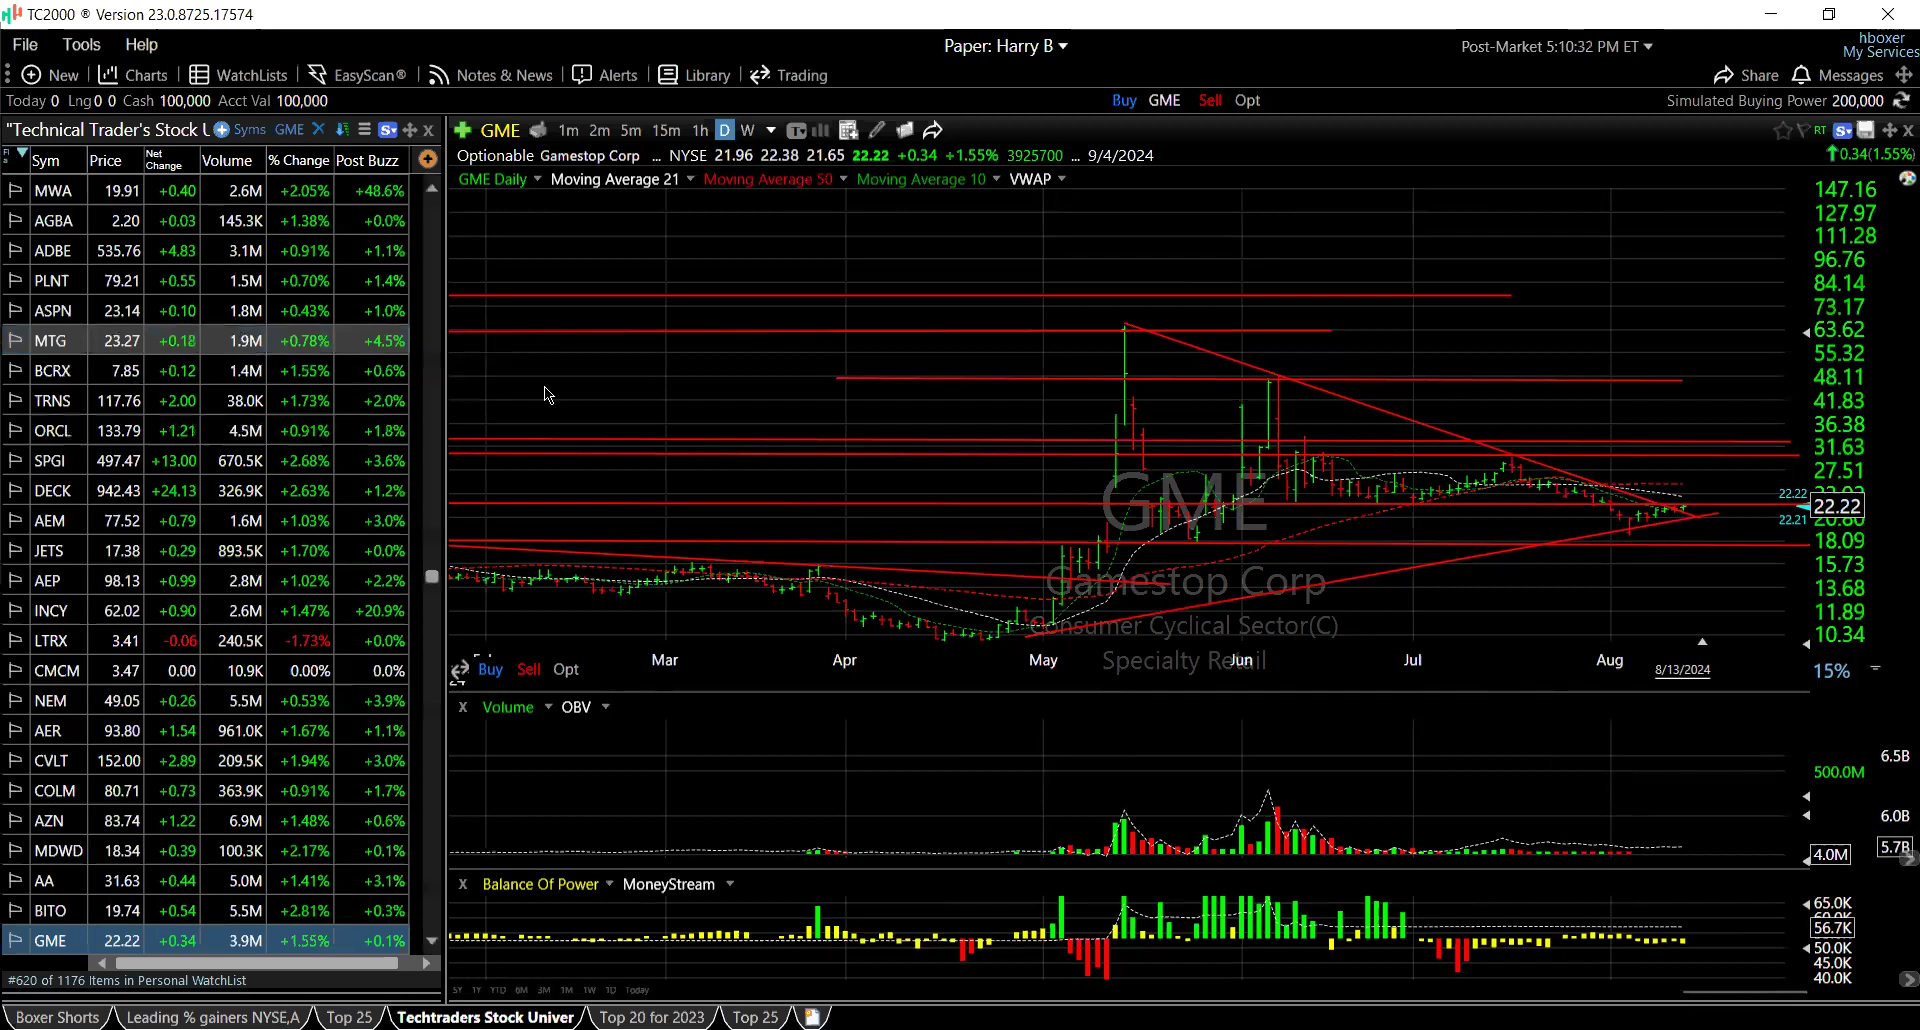 TC2000 ® Version 23.0.8725.17574
File Tools Help
Paper: Harry B
Post-Market 5:10:32 PM ET
hboxer
My Services
New Charts WatchLists EasyScan® Notes & News Alerts Library Trading
Share Messages
Today 0 Lng 0 0 Cash 100,000 Acct Val 100,000
Buy GME Sell Opt
Simulated Buying Power 200,000
"Technical Trader's Stock U Syms GME
GME 1m 2m 5m 15m 1h D W
RT
Sym Price Net Change Volume % Change Post Buzz
MWA 19.91 +0.40 2.6M +2.05% +48.6%
AGBA 2.20 +0.03 145.3K +1.38% +0.0%
ADBE 535.76 +4.83 3.1M +0.91% +1.1%
PLNT 79.21 +0.55 1.5M +0.70% +1.4%
ASPN 23.14 +0.10 1.8M +0.43% +1.0%
MTG 23.27 +0.18 1.9M +0.78% +4.5%
BCRX 7.85 +0.12 1.4M +1.55% +0.6%
TRNS 117.76 +2.00 38.0K +1.73% +2.0%
ORCL 133.79 +1.21 4.5M +0.91% +1.8%
SPGI 497.47 +13.00 670.5K +2.68% +3.6%
DECK 942.43 +24.13 326.9K +2.63% +1.2%
AEM 77.52 +0.79 1.6M +1.03% +3.0%
JETS 17.38 +0.29 893.5K +1.70% +0.0%
AEP 98.13 +0.99 2.8M +1.02% +2.2%
INCY 62.02 +0.90 2.6M +1.47% +20.9%
LTRX 3.41 -0.06 240.5K -1.73% +0.0%
CMCM 3.47 0.00 10.9K 0.00% 0.0%
NEM 49.05 +0.26 5.5M +0.53% +3.9%
AER 93.80 +1.54 961.0K +1.67% +1.1%
CVLT 152.00 +2.89 209.5K +1.94% +3.0%
COLM 80.71 +0.73 363.9K +0.91% +1.7%
AZN 83.74 +1.22 6.9M +1.48% +0.6%
MDWD 18.34 +0.39 100.3K +2.17% +0.1%
AA 31.63 +0.44 5.0M +1.41% +3.1%
BITO 19.74 +0.54 5.5M +2.81% +0.3%
GME 22.22 +0.34 3.9M +1.55% +0.1%
#620 of 1176 Items in Personal WatchList
Optionable Gamestop Corp ... NYSE 21.96 22.38 21.65 22.22 +0.34 +1.55% 3925700 ... 9/4/2024
0.34(1.55%)
GME Daily Moving Average 21 Moving Average 50 Moving Average 10 VWAP
147.16
127.97
111.28
96.76
84.14
73.17
63.62
55.32
48.11
41.83
36.38
31.63
27.51
22.22
22.22
22.21
20.80
18.09
15.73
13.68
11.89
10.34
GME
Gamestop Corp
Consumer Cyclical Sector(C)
Specialty Retail
Mar Apr May Jun Jul Aug
8/13/2024
15%
Buy Sell Opt
X Volume OBV
6.5B
500.0M
6.0B
4.0M 5.7B
X Balance Of Power MoneyStream
65.0K
56.7K
50.0K
45.0K
40.0K
5Y 1Y YTD 6M 3M 1M 1W 1D Today
Boxer Shorts Leading % gainers NYSE,A Top 25 Techtraders Stock Univer Top 20 for 2023 Top 25